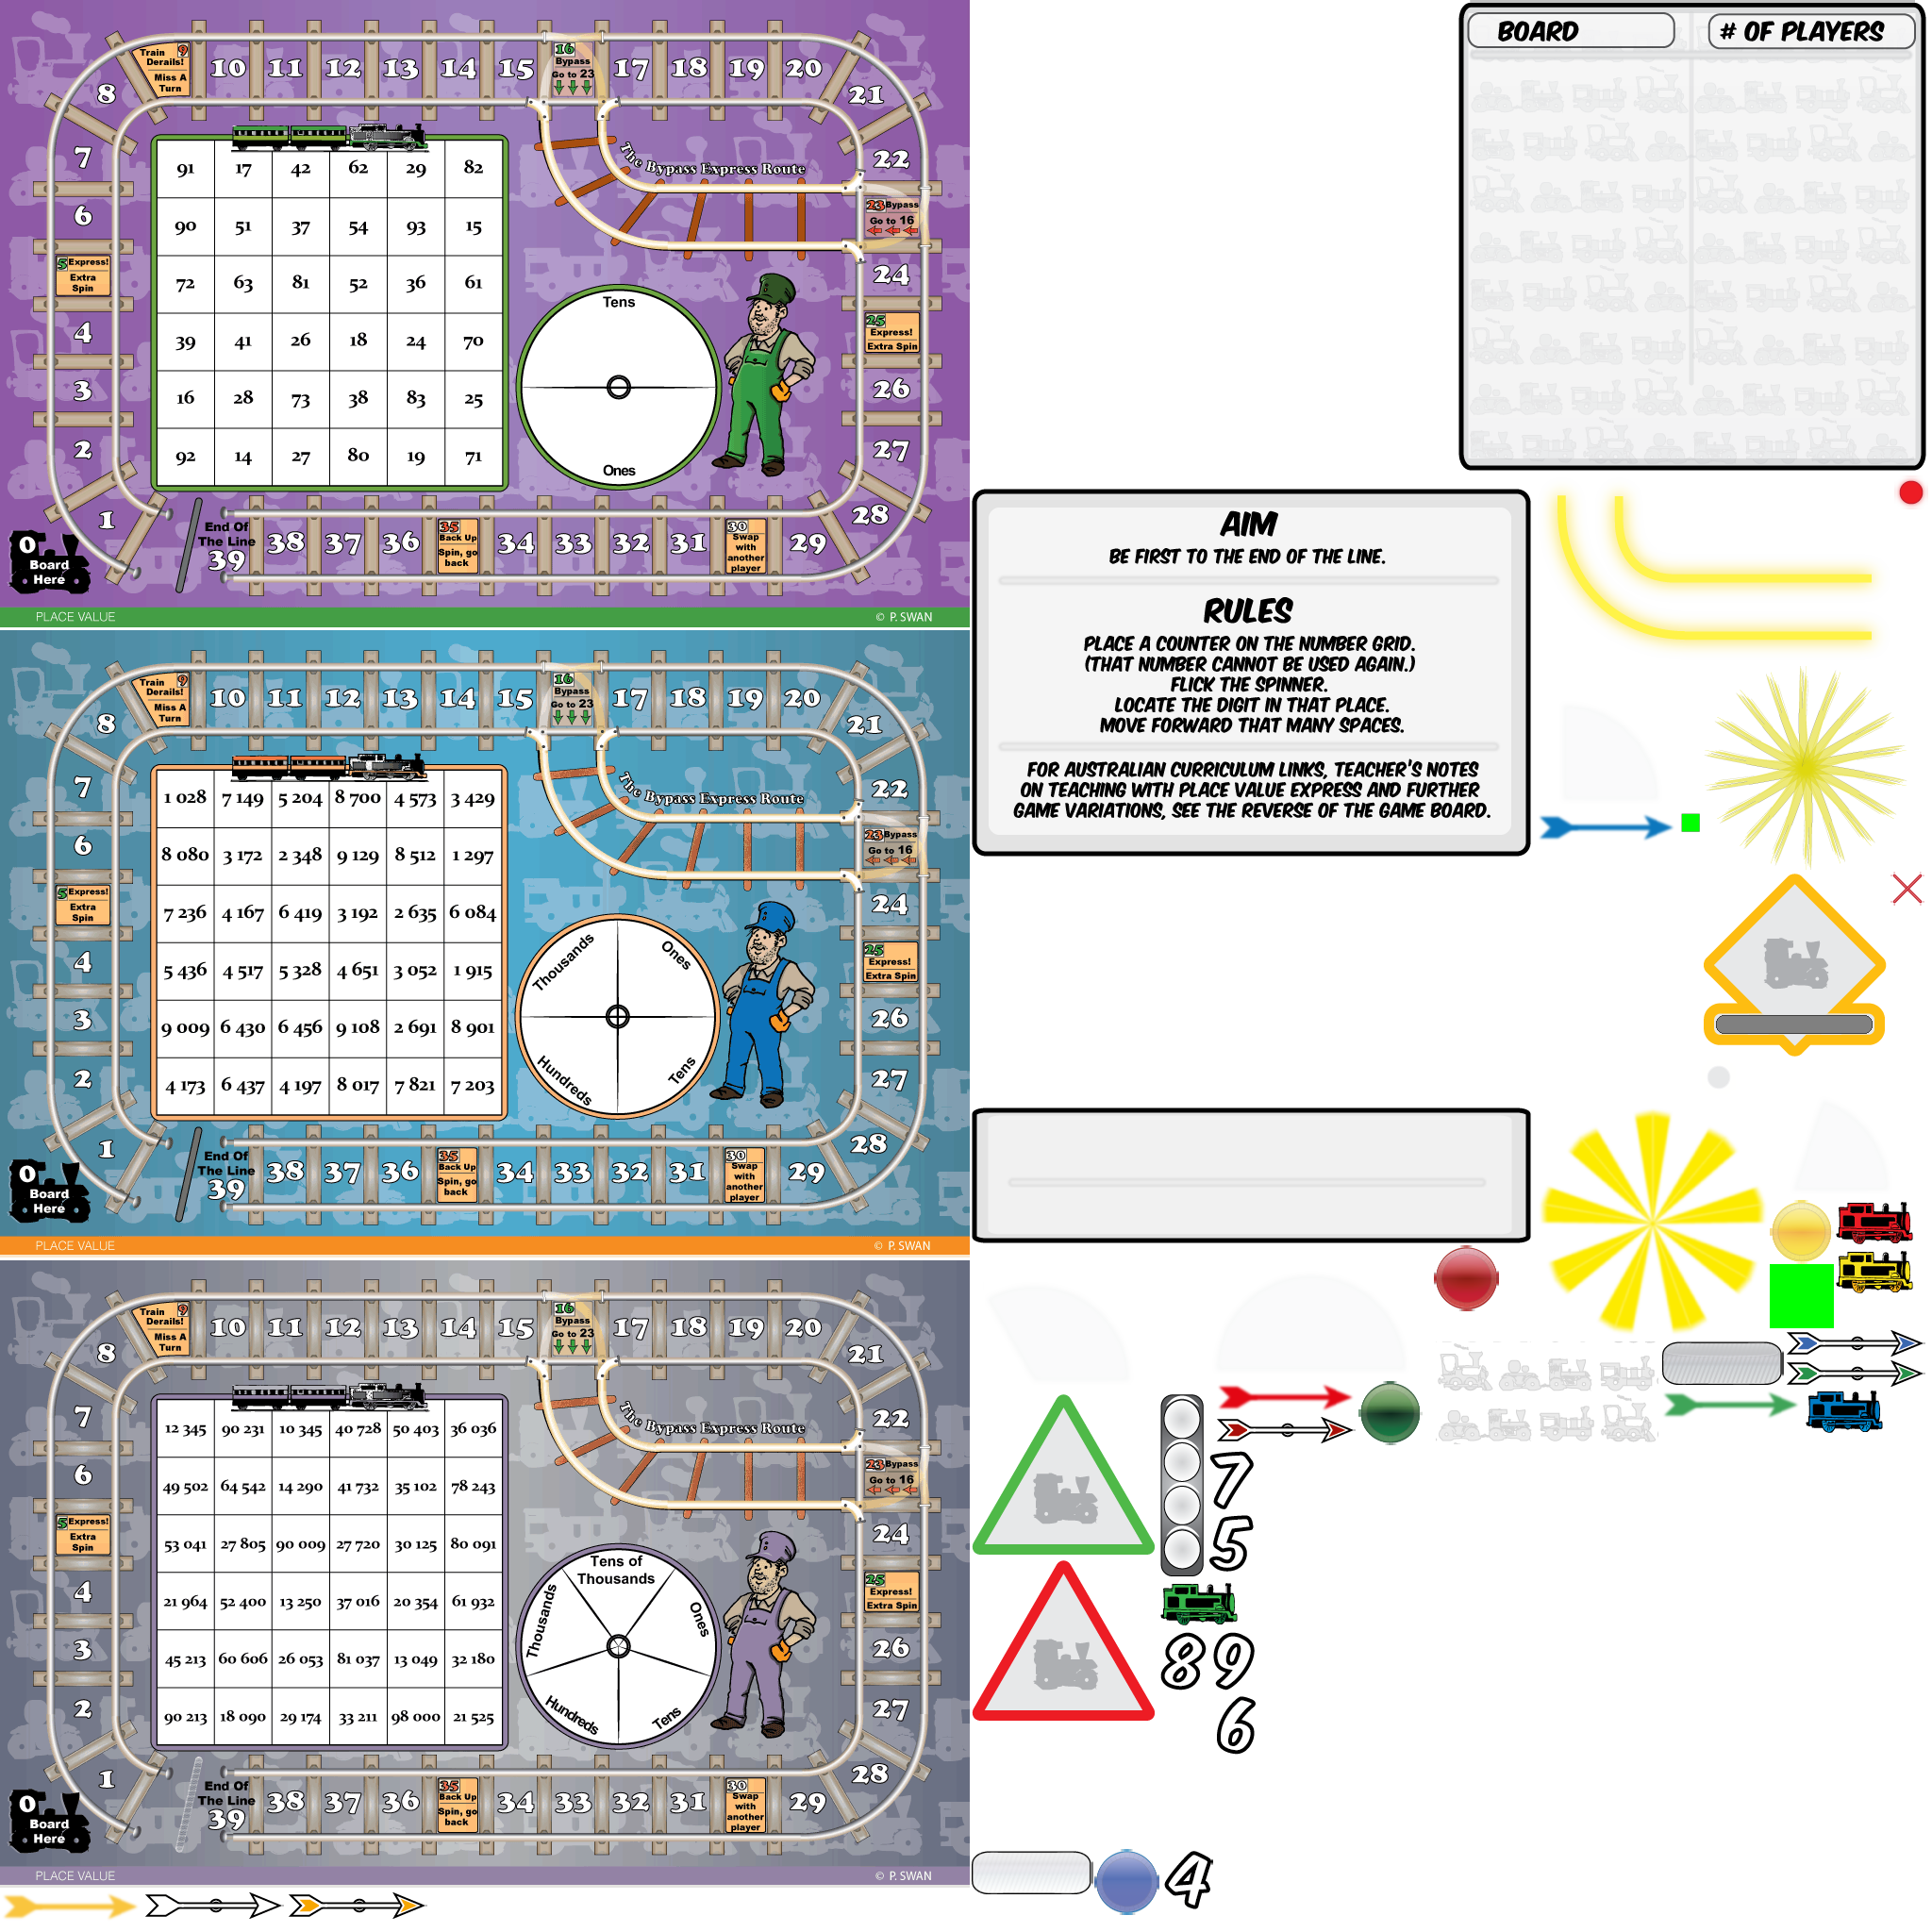 Train 9
Derails!
Miss A
Turn
10 11 12 13 14 15
16
Bypass
Go to 23
17 18 19 20
8
21
7
22
The Bypass Express Route
6
23 Bypass
Go to 16
5 Express!
Extra
Spin
24
25
Express!
Extra Spin
4
3
26
2
27
91 17 42 62 29 82
90 51 37 54 93 15
72 63 81 52 36 61
39 41 26 18 24 70
16 28 73 38 83 25
92 14 27 80 19 71
Tens
Ones
1
28
0
Board
Here
End Of
The Line
39
38 37 36
35
Back Up
Spin, go
back
34 33 32 31
30
Swap
with
another
player
29
PLACE VALUE
© P. SWAN
Train 9
Derails!
Miss A
Turn
10 11 12 13 14 15
16
Bypass
Go to 23
17 18 19 20
8
21
7
22
The Bypass Express Route
6
23 Bypass
Go to 16
5 Express!
Extra
Spin
24
25
Express!
Extra Spin
4
3
26
2
27
1 028 7 149 5 204 8 700 4 573 3 429
8 080 3 172 2 348 9 129 8 512 1 297
7 236 4 167 6 419 3 192 2 635 6 084
5 436 4 517 5 328 4 651 3 052 1 915
9 009 6 430 6 456 9 108 2 691 8 901
4 173 6 437 4 197 8 017 7 821 7 203
Thousands
Ones
Hundreds
Tens
1
28
0
Board
Here
End Of
The Line
39
38 37 36
35
Back Up
Spin, go
back
34 33 32 31
30
Swap
with
another
player
29
PLACE VALUE
© P. SWAN
Train 9
Derails!
Miss A
Turn
10 11 12 13 14 15
16
Bypass
Go to 23
17 18 19 20
8
21
7
22
The Bypass Express Route
6
23 Bypass
Go to 16
5 Express!
Extra
Spin
24
25
Express!
Extra Spin
4
3
26
2
27
12 345 90 231 10 345 40 728 50 403 36 036
49 502 64 542 14 290 41 732 35 102 78 243
53 041 27 805 90 009 27 720 30 125 80 091
21 964 52 400 13 250 37 016 20 354 61 932
45 213 60 606 26 053 81 037 13 049 32 180
90 213 18 090 29 174 33 211 98 000 21 525
Tens of
Thousands
Thousands
Ones
Hundreds
Tens
1
28
0
Board
Here
End Of
The Line
39
38 37 36
35
Back Up
Spin, go
back
34 33 32 31
30
Swap
with
another
player
29
PLACE VALUE
© P. SWAN
BOARD
# OF PLAYERS
AIM
BE FIRST TO THE END OF THE LINE.
RULES
PLACE A COUNTER ON THE NUMBER GRID.
(THAT NUMBER CANNOT BE USED AGAIN.)
FLICK THE SPINNER.
LOCATE THE DIGIT IN THAT PLACE.
MOVE FORWARD THAT MANY SPACES.
FOR AUSTRALIAN CURRICULUM LINKS, TEACHER'S NOTES
ON TEACHING WITH PLACE VALUE EXPRESS AND FURTHER
GAME VARIATIONS, SEE THE REVERSE OF THE GAME BOARD.
7
5
8 9
6
4